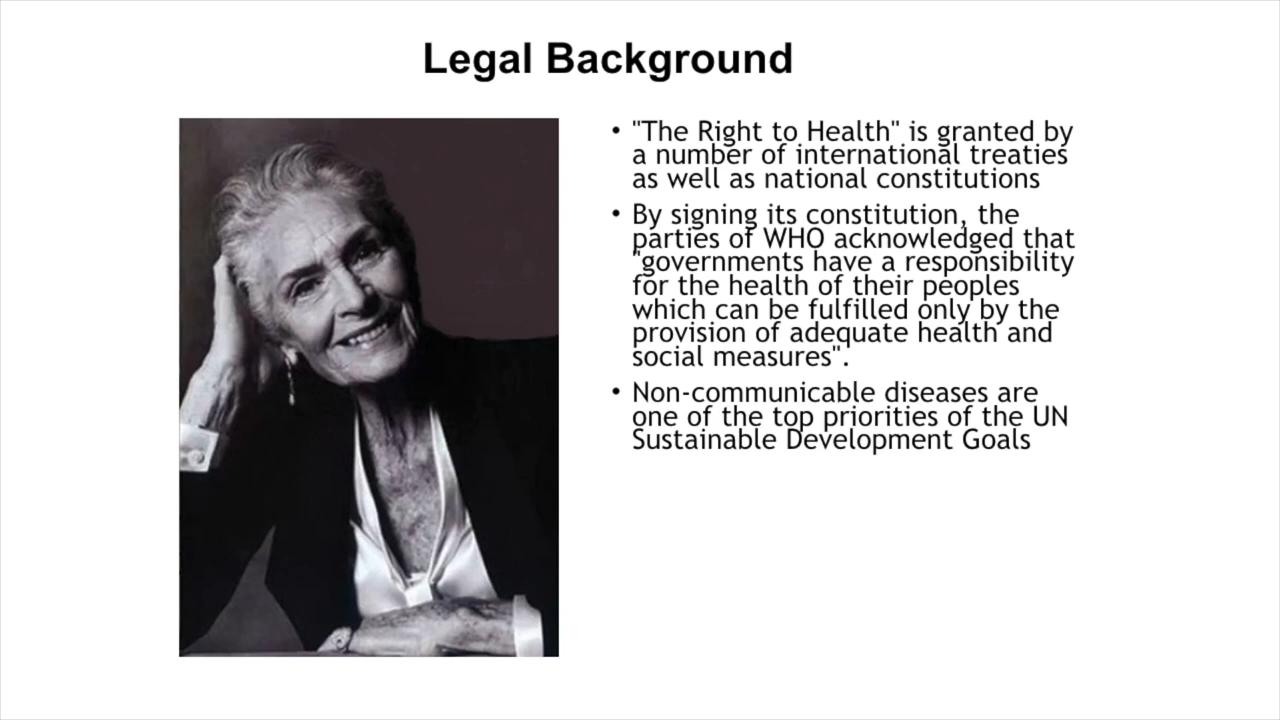 Legal Background
• "The Right to Health" is granted by
a number of international treaties
as well as national constitutions
• By signing its constitution, the
parties of WHO acknowledged that
"governments have a responsibility
for the health of their peoples
which can be fulfilled only by the
provision of adequate health and
social measures".
• Non-communicable diseases are
one of the top priorities of the UN
Sustainable Development Goals